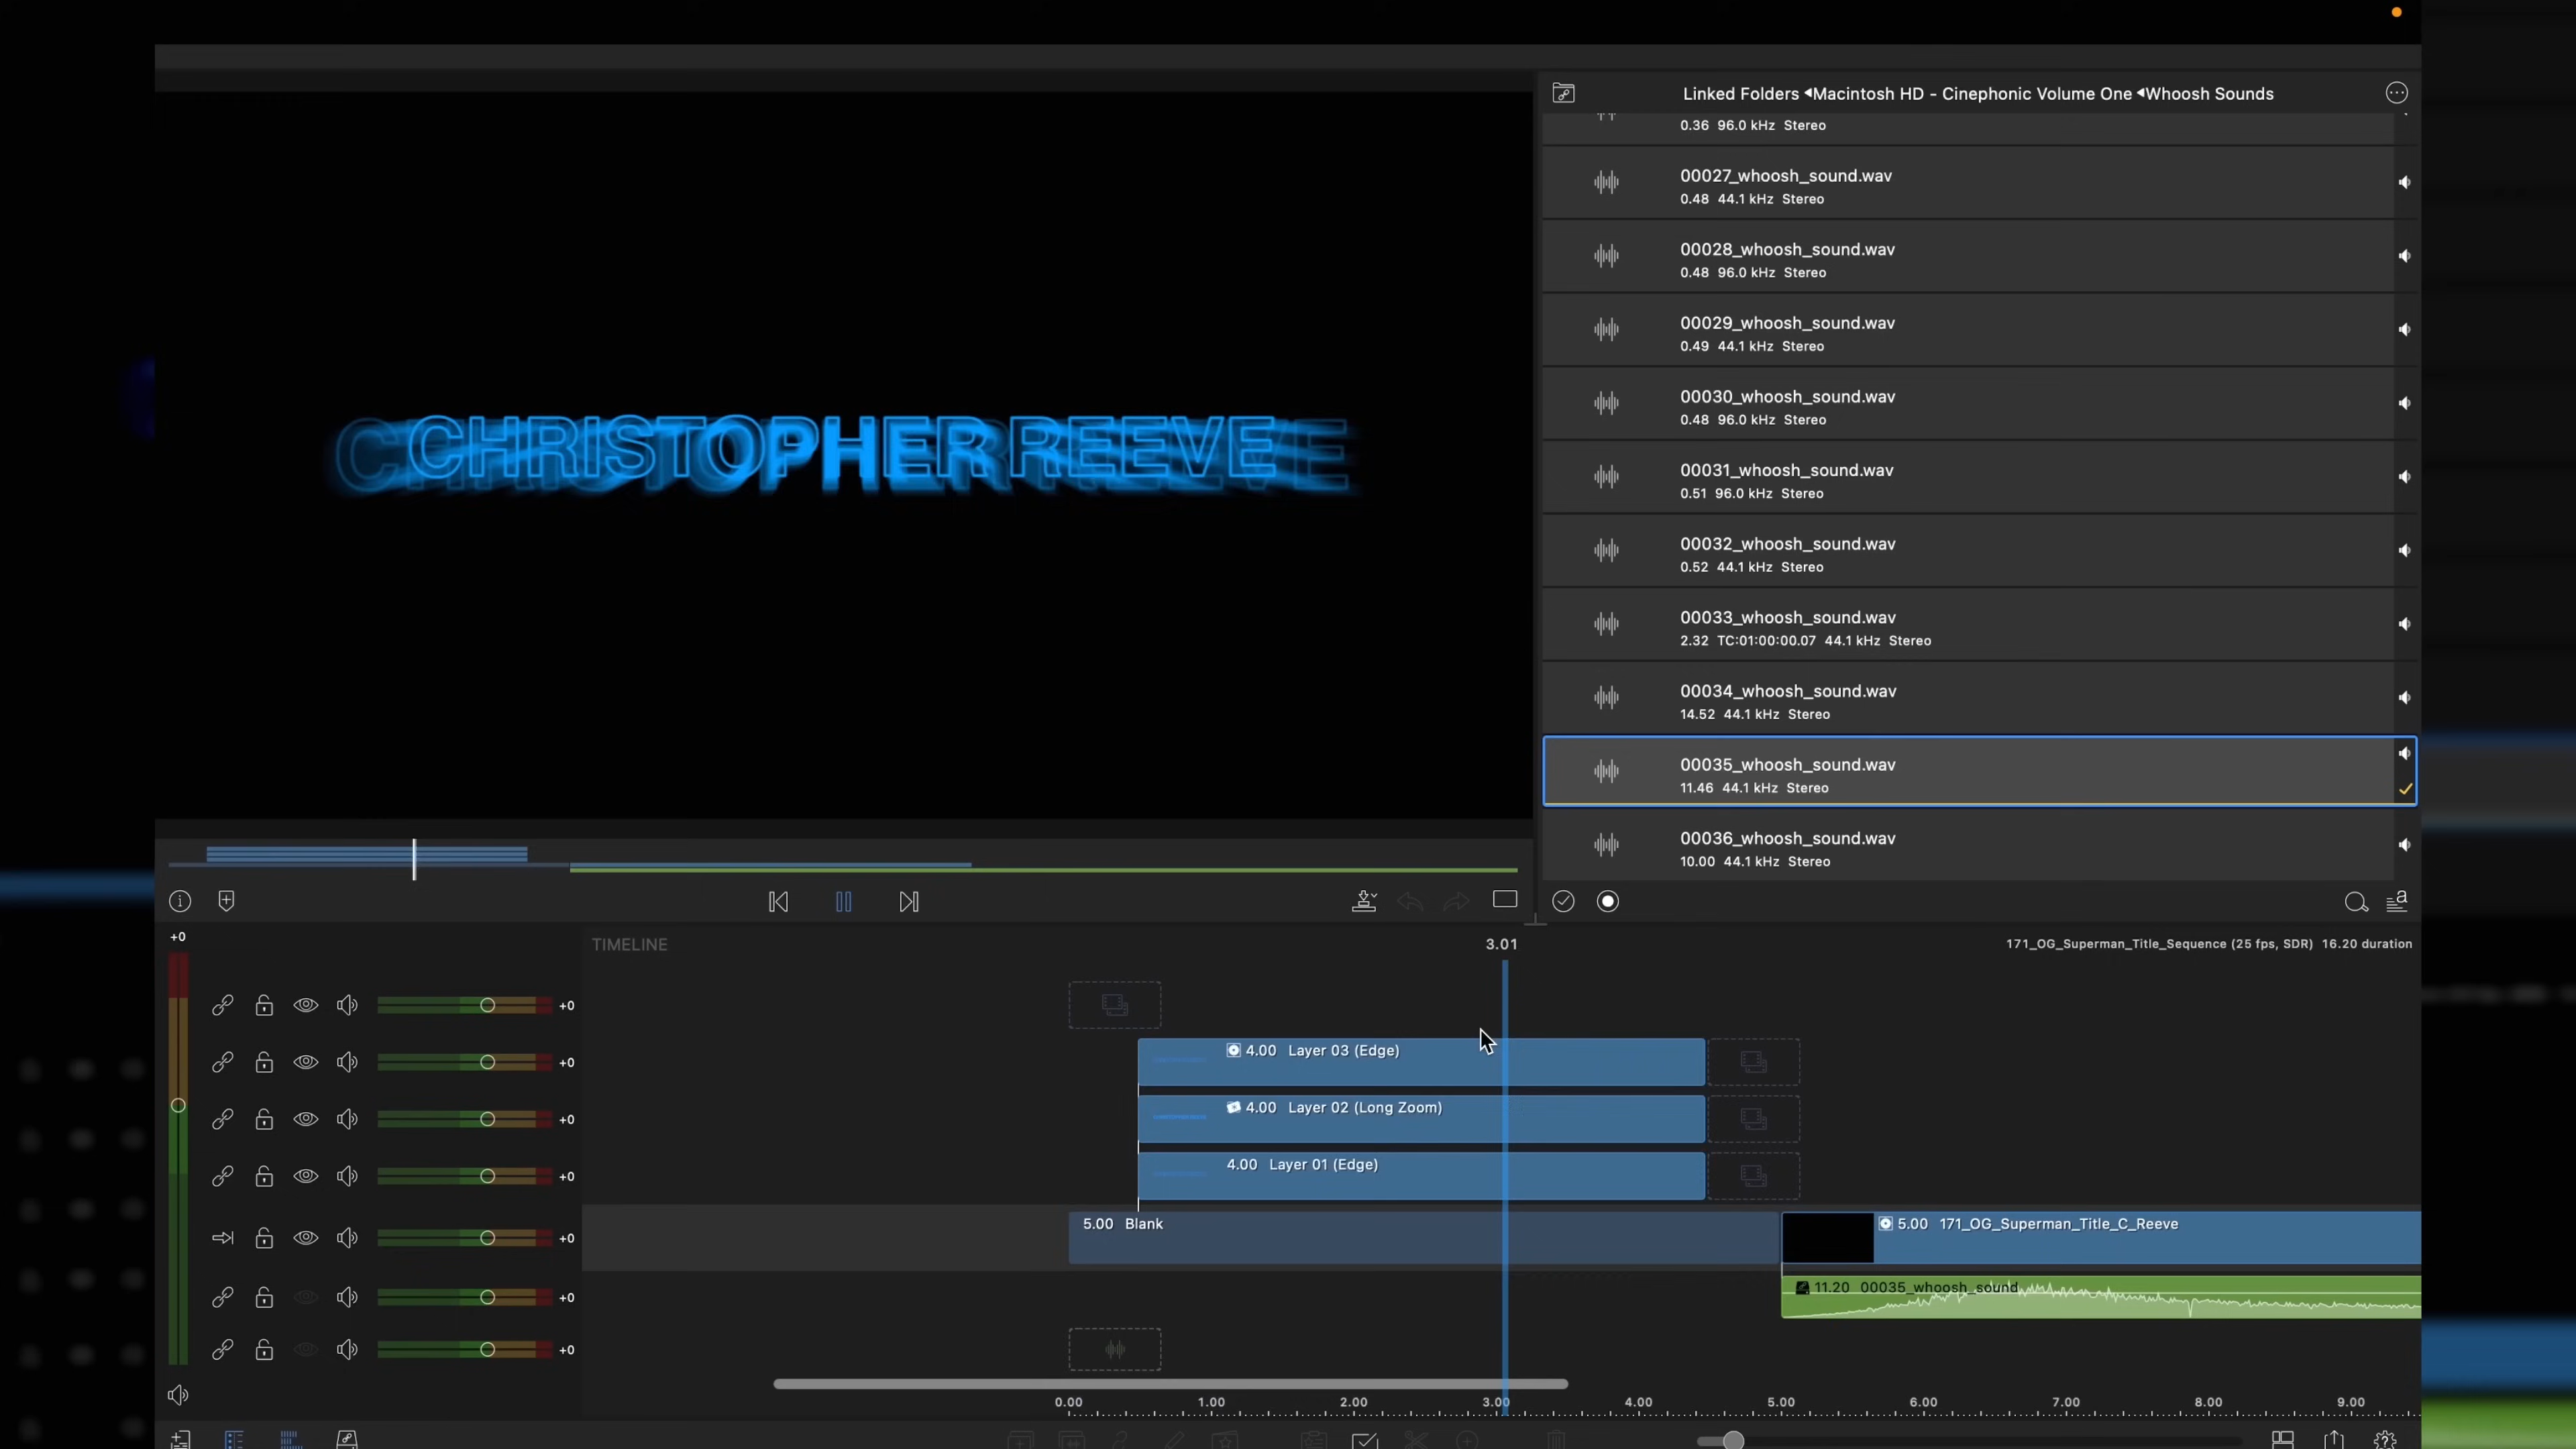 Linked Folders ◂Macintosh HD - Cinephonic Volume One ◂Whoosh Sounds
0.36 96.0 kHz Stereo
00027_whoosh_sound.wav
0.48 44.1 kHz Stereo
00028_whoosh_sound.wav
0.48 96.0 kHz Stereo
00029_whoosh_sound.wav
0.49 44.1 kHz Stereo
00030_whoosh_sound.wav
0.48 96.0 kHz Stereo
00031_whoosh_sound.wav
0.51 96.0 kHz Stereo
00032_whoosh_sound.wav
0.52 44.1 kHz Stereo
00033_whoosh_sound.wav
2.32 TC:01:00:00.07 44.1 kHz Stereo
00034_whoosh_sound.wav
14.52 44.1 kHz Stereo
00035_whoosh_sound.wav
11.46 44.1 kHz Stereo
00036_whoosh_sound.wav
10.00 44.1 kHz Stereo
CHRISTOPHER REEVE
+0
TIMELINE
3.01
171_OG_Superman_Title_Sequence (25 fps, SDR) 16.20 duration
+0
+0
4.00 Layer 03 (Edge)
+0
4.00 Layer 02 (Long Zoom)
+0
4.00 Layer 01 (Edge)
+0
5.00 Blank
5.00 171_OG_Superman_Title_C_Reeve
+0
11.20 00035_whoosh_sound
+0
0.00 1.00 2.00 3.00 4.00 5.00 6.00 7.00 8.00 9.00